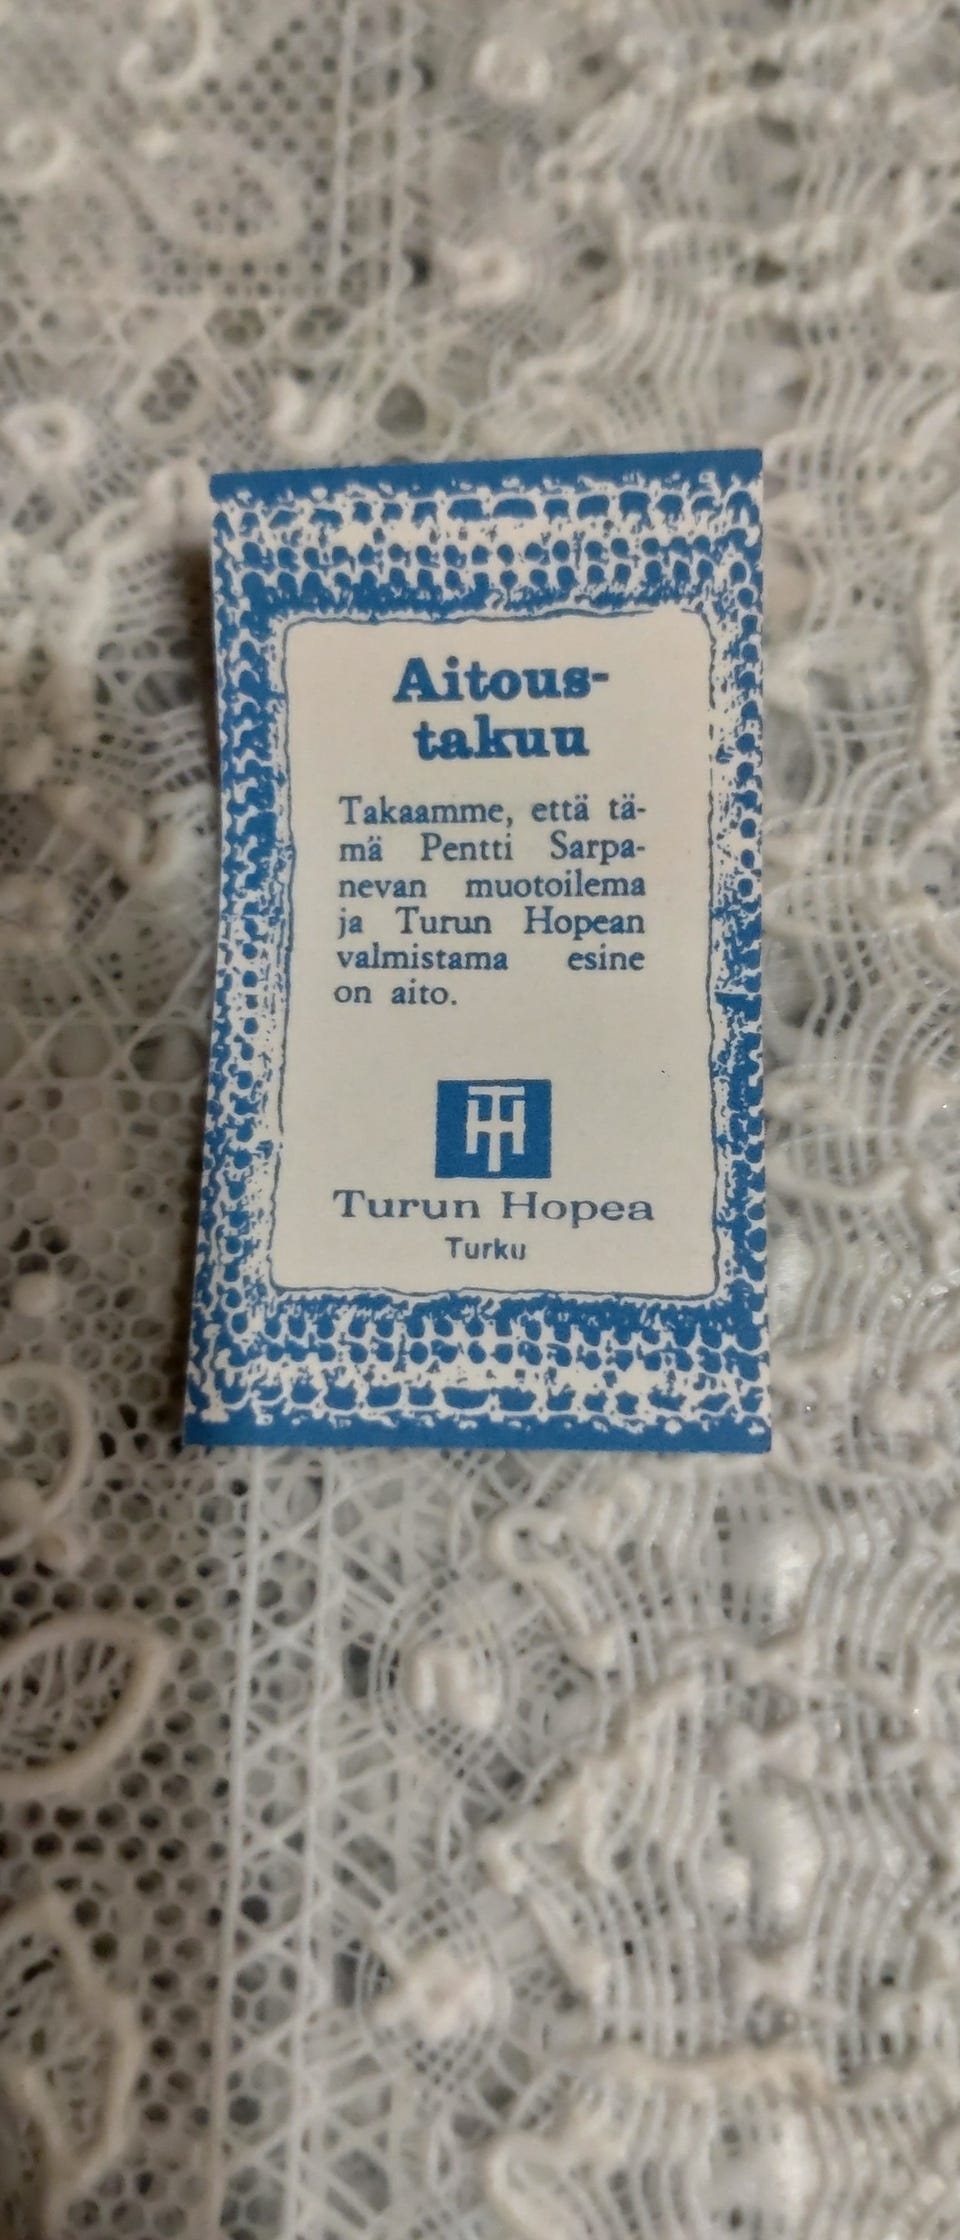 Aitous-
takuu
Takaamme, että tä-
mä Pentti Sarpa-
nevan muotoilema
ja Turun Hopean
valmistama esine
on aito.
TH
Turun Hopea
Turku